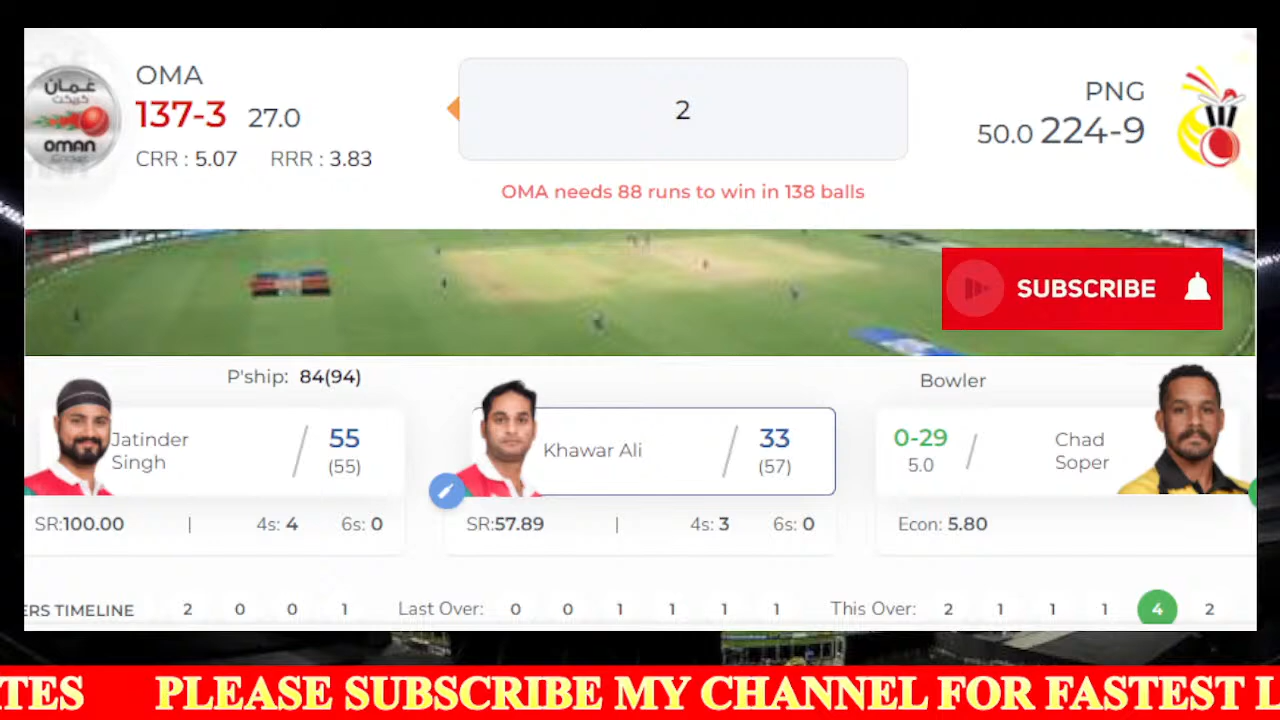 عمان
كريكت
OMAN
Cricket
OMA
137-3 27.0
CRR : 5.07 RRR : 3.83
2
OMA needs 88 runs to win in 138 balls
PNG
50.0 224-9
SUBSCRIBE
P'ship: 84(94)
Jatinder
Singh
55
(55)
SR:100.00 | 4s: 4 6s: 0
Khawar Ali
33
(57)
SR:57.89 | 4s: 3 6s: 0
Bowler
0-29
5.0
Chad
Soper
Econ: 5.80
ERS TIMELINE 2 0 0 1 Last Over: 0 0 1 1 1 1 This Over: 2 1 1 1 4 2
TES PLEASE SUBSCRIBE MY CHANNEL FOR FASTEST L